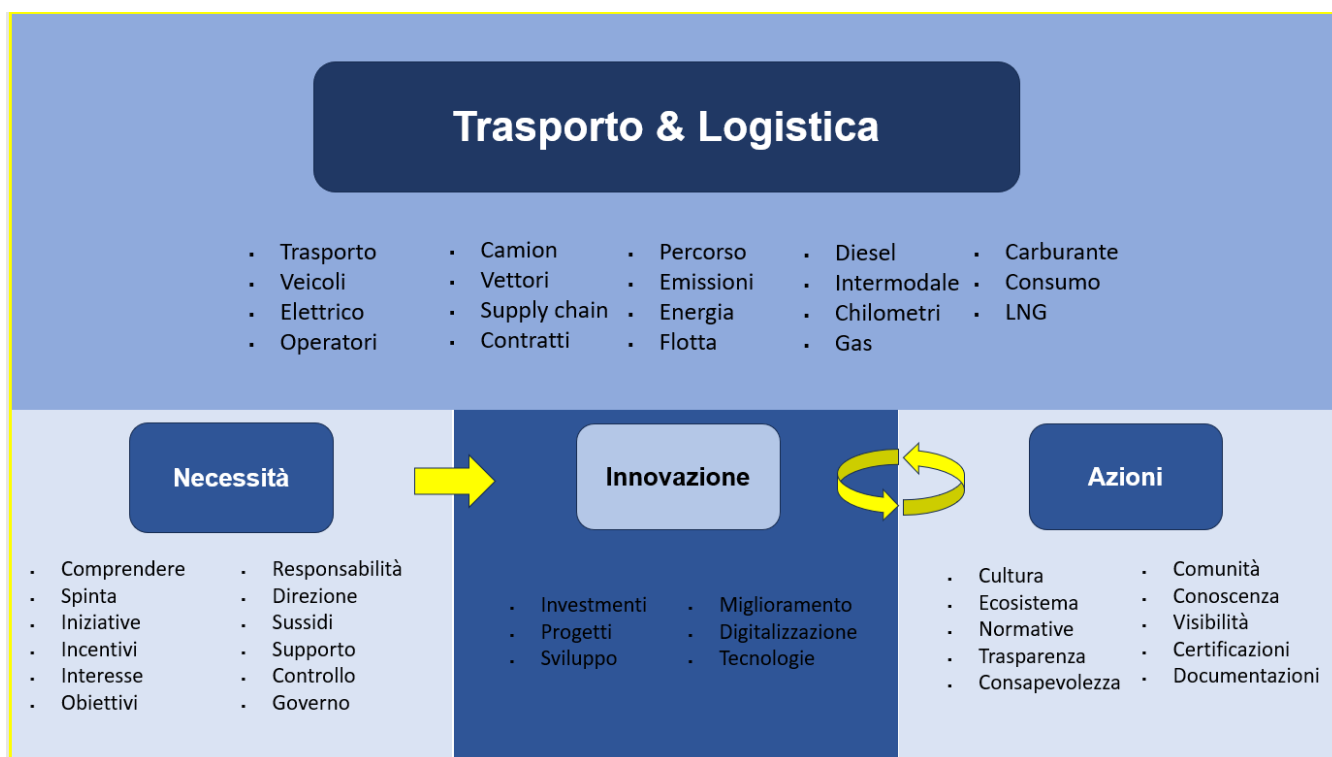 Trasporto & Logistica
Trasporto
Veicoli
Elettrico
Operatori
Camion
Vettori
Supply chain
Contratti
Percorso
Emissioni
Energia
Flotta
Diesel
Intermodale
Chilometri
Gas
Carburante
Consumo
LNG
Necessità
Comprendere
Spinta
Iniziative
Incentivi
Interesse
Obiettivi
Responsabilità
Direzione
Sussidi
Supporto
Controllo
Governo
Innovazione
Investmenti
Progetti
Sviluppo
Miglioramento
Digitalizzazione
Tecnologie
Azioni
Cultura
Ecosistema
Normative
Trasparenza
Consapevolezza
Comunità
Conoscenza
Visibilità
Certificazioni
Documentazioni